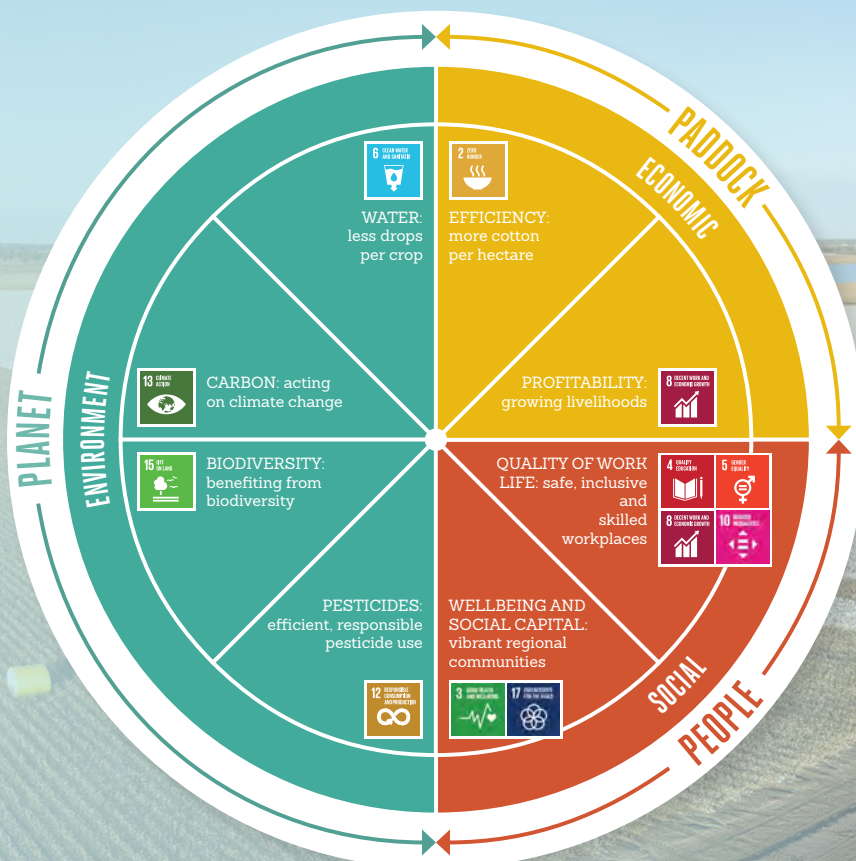 PADDOCK
ECONOMIC
6 CLEAN WATER
AND SANITATION
WATER:
less drops
per crop
2 ZERO
HUNGER
EFFICIENCY:
more cotton
per hectare
13 CLIMATE
ACTION
CARBON: acting
on climate change
PROFITABILITY:
growing livelihoods
8 DECENT WORK AND
ECONOMIC GROWTH
PLANET
ENVIRONMENT
15 LIFE
ON LAND
BIODIVERSITY:
benefiting from
biodiversity
QUALITY OF WORK
LIFE: safe, inclusive
and
skilled
workplaces
4 QUALITY
EDUCATION
5 GENDER
EQUALITY
8 DECENT WORK AND
ECONOMIC GROWTH
10
PESTICIDES:
efficient, responsible
pesticide use
12 RESPONSIBLE
CONSUMPTION
AND PRODUCTION
WELLBEING AND
SOCIAL CAPITAL:
vibrant regional
communities
3 GOOD HEALTH
AND WELL-BEING
17 PARTNERSHIPS
FOR THE GOALS
SOCIAL
PEOPLE